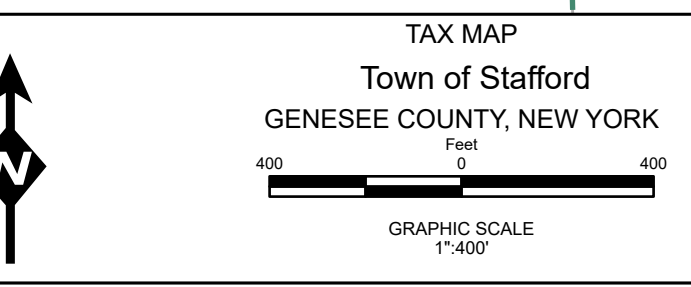 TAX MAP
Town of Stafford
GENESEE COUNTY, NEW YORK
Feet
400 0 400
N
GRAPHIC SCALE
1":400'